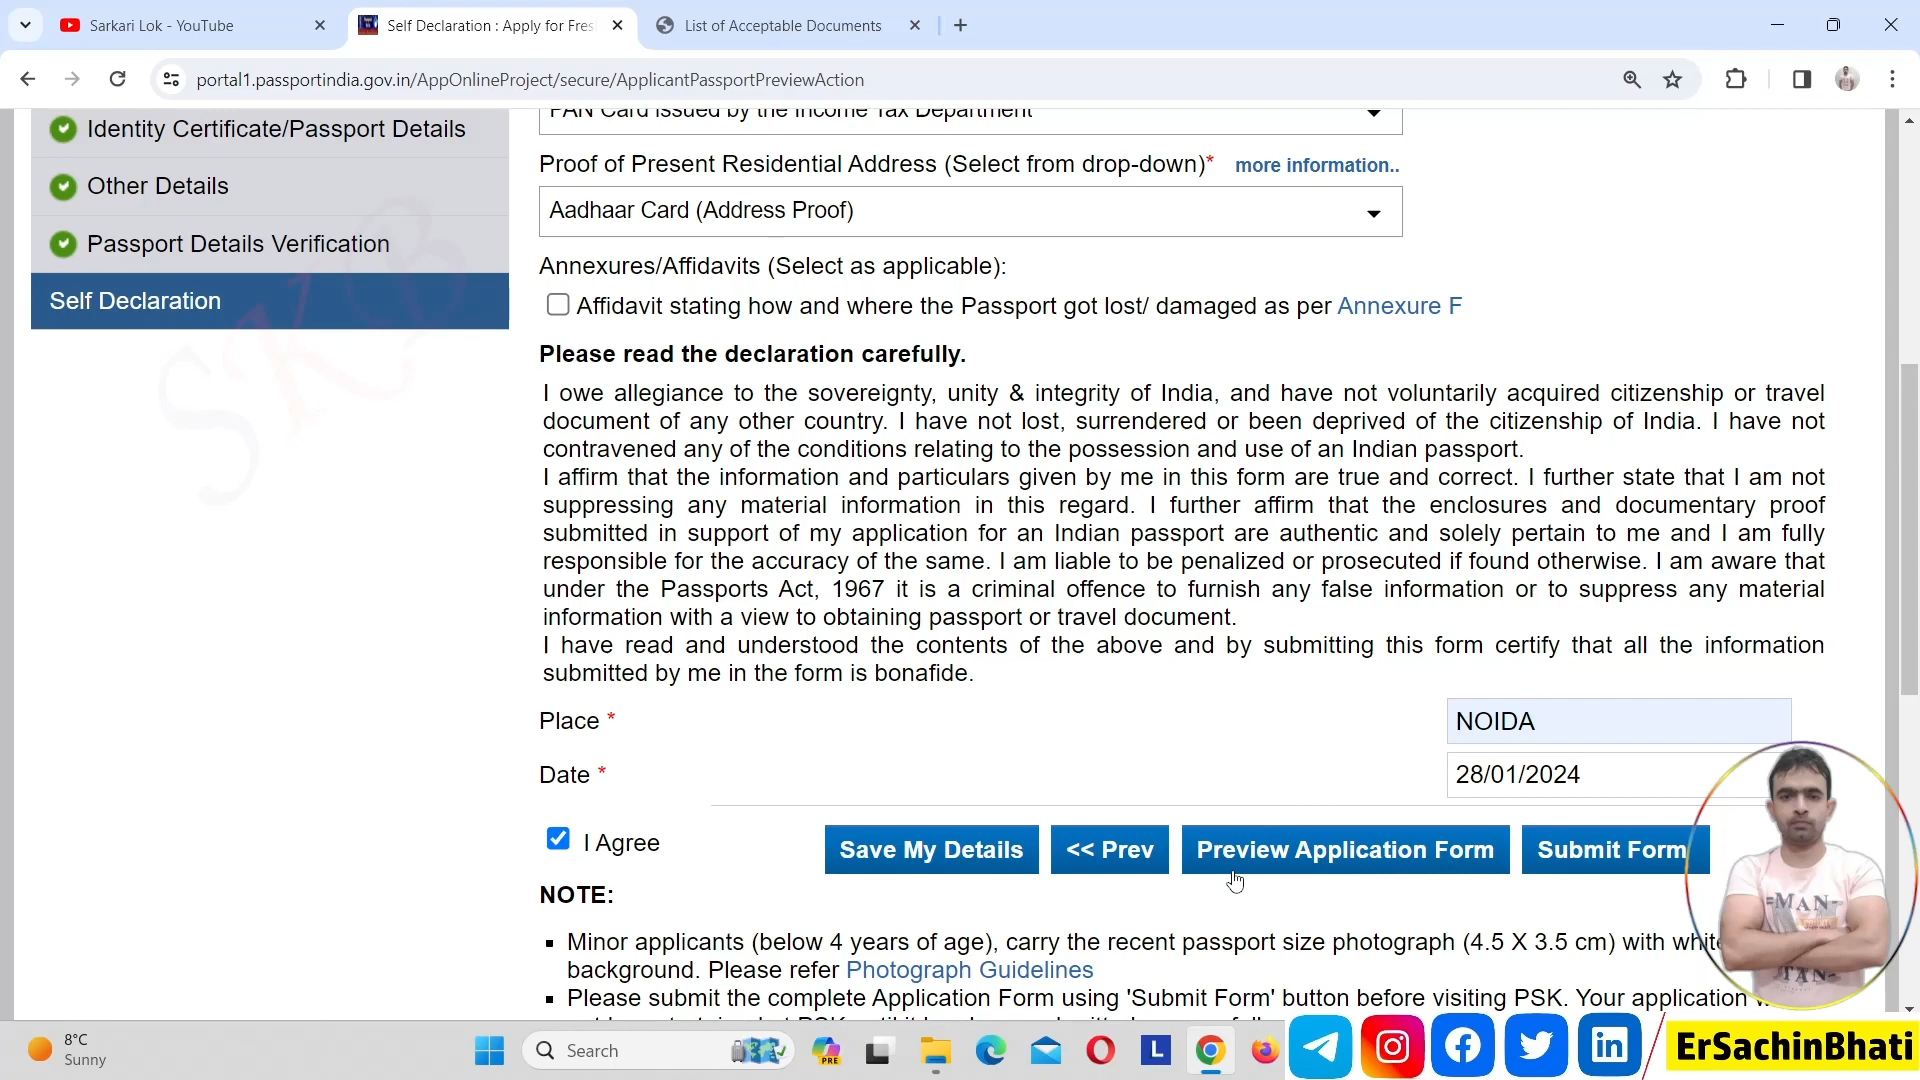 Sarkari Lok - YouTube
Self Declaration : Apply for Fres
List of Acceptable Documents
portal1.passportindia.gov.in/AppOnlineProject/secure/ApplicantPassportPreviewAction
Identity Certificate/Passport Details
Other Details
Passport Details Verification
Self Declaration
SKB
PAN Card issued by the Income Tax Department
Proof of Present Residential Address (Select from drop-down)* more information..
Aadhaar Card (Address Proof)
Annexures/Affidavits (Select as applicable):
Affidavit stating how and where the Passport got lost/ damaged as per Annexure F
Please read the declaration carefully.
I owe allegiance to the sovereignty, unity & integrity of India, and have not voluntarily acquired citizenship or travel
document of any other country. I have not lost, surrendered or been deprived of the citizenship of India. I have not
contravened any of the conditions relating to the possession and use of an Indian passport.
I affirm that the information and particulars given by me in this form are true and correct. I further state that I am not
suppressing any material information in this regard. I further affirm that the enclosures and documentary proof
submitted in support of my application for an Indian passport are authentic and solely pertain to me and I am fully
responsible for the accuracy of the same. I am liable to be penalized or prosecuted if found otherwise. I am aware that
under the Passports Act, 1967 it is a criminal offence to furnish any false information or to suppress any material
information with a view to obtaining passport or travel document.
I have read and understood the contents of the above and by submitting this form certify that all the information
submitted by me in the form is bonafide.
Place * NOIDA
Date * 28/01/2024
I Agree
Save My Details
<< Prev
Preview Application Form
Submit Form
NOTE:
Minor applicants (below 4 years of age), carry the recent passport size photograph (4.5 X 3.5 cm) with white
background. Please refer Photograph Guidelines
Please submit the complete Application Form using 'Submit Form' button before visiting PSK. Your application
MAN-
TAN-
8°C
Sunny
Search
PRE
L
in
ErSachinBhati